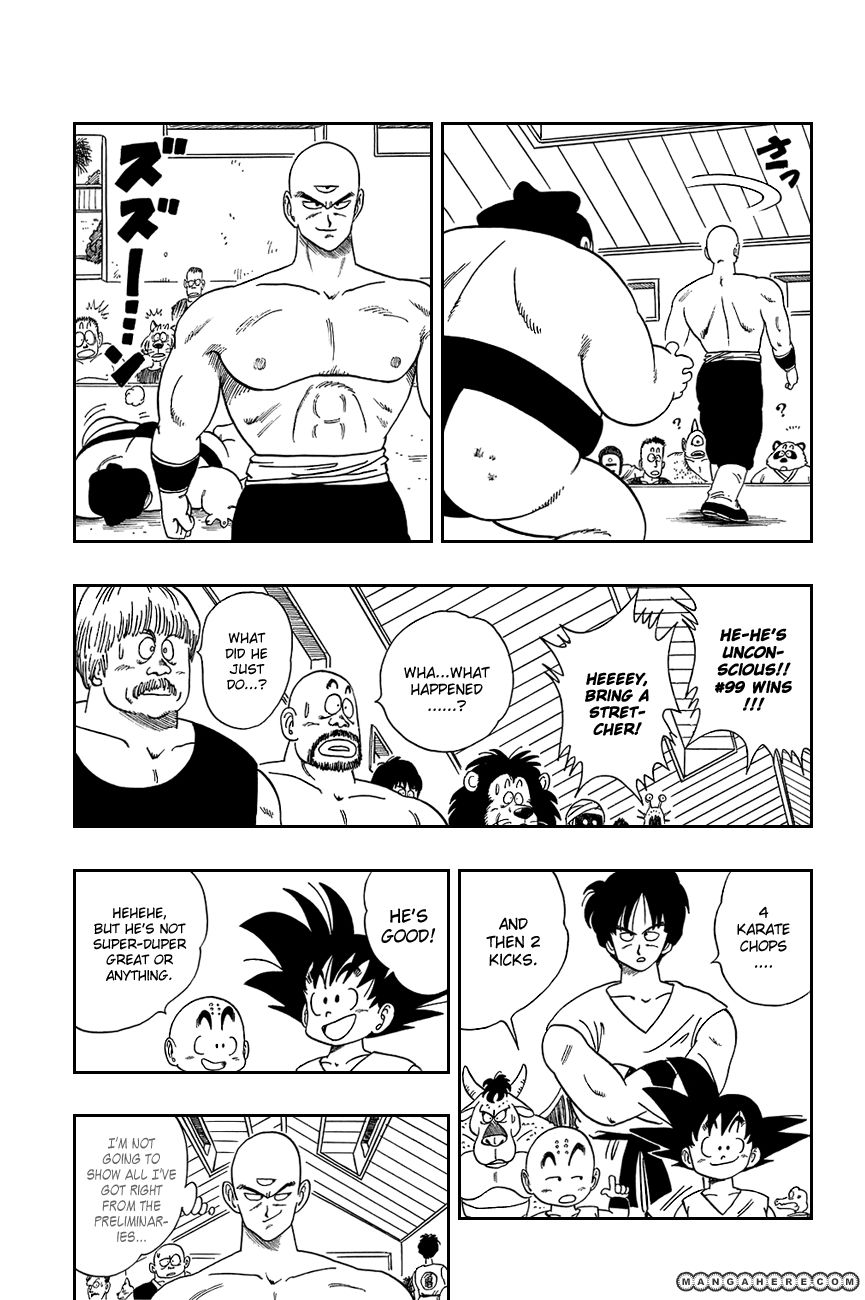 さっ
ズズーーン
HE-HE'S
UNCON-
SCIOUS!!
#99 WINS
!!!
HEEEEY,
BRING A
STRET-
CHER!
WHA...WHAT
HAPPENED
......?
WHAT
DID HE
JUST
DO...?
4
KARATE
CHOPS
....
AND
THEN 2
KICKS.
HE'S
GOOD!
HEHEHE,
BUT HE'S NOT
SUPER-DUPER
GREAT OR
ANYTHING.
I'M NOT
GOING TO
SHOW ALL I'VE
GOT RIGHT
FROM THE
PRELIMINAR-
IES...
?
?
MANGAHERE.COM